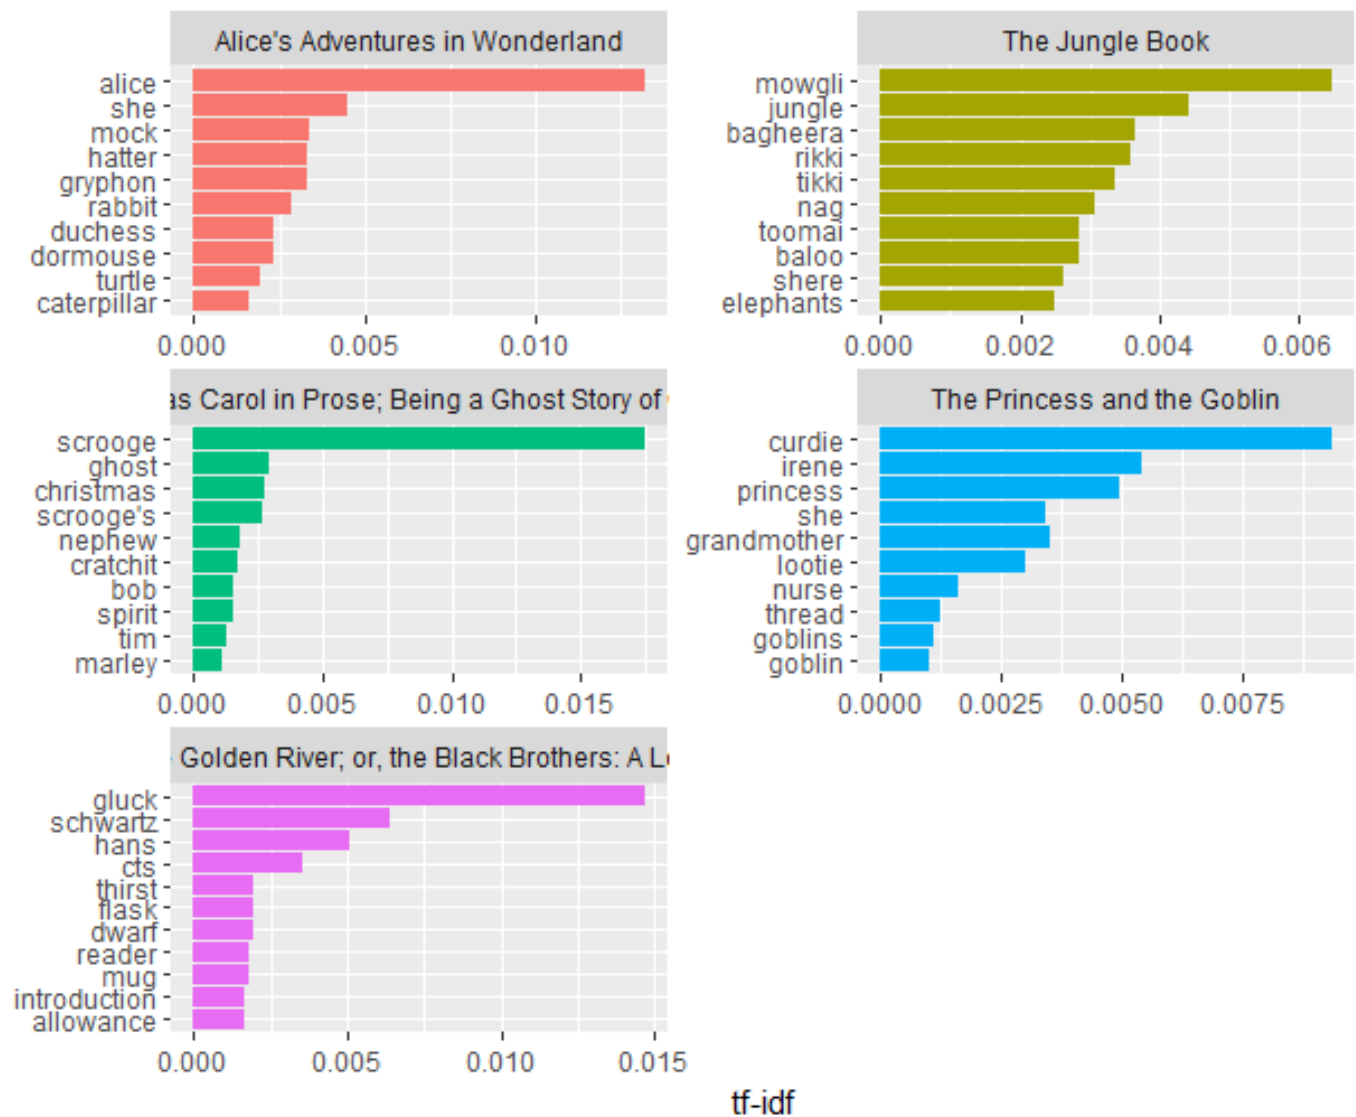 Alice's Adventures in Wonderland
alice
she
mock
hatter
gryphon
rabbit
duchess
dormouse
turtle
caterpillar
0.000 0.005 0.010
The Jungle Book
mowgli
jungle
bagheera
rikki
tikki
nag
toomai
baloo
shere
elephants
0.000 0.002 0.004 0.006
as Carol in Prose; Being a Ghost Story of
scrooge
ghost
christmas
scrooge's
nephew
cratchit
bob
spirit
tim
marley
0.000 0.005 0.010 0.015
The Princess and the Goblin
curdie
irene
princess
she
grandmother
lootie
nurse
thread
goblins
goblin
0.0000 0.0025 0.0050 0.0075
Golden River; or, the Black Brothers: A L
gluck
schwartz
hans
cts
thirst
flask
dwarf
reader
mug
introduction
allowance
0.000 0.005 0.010 0.015
tf-idf